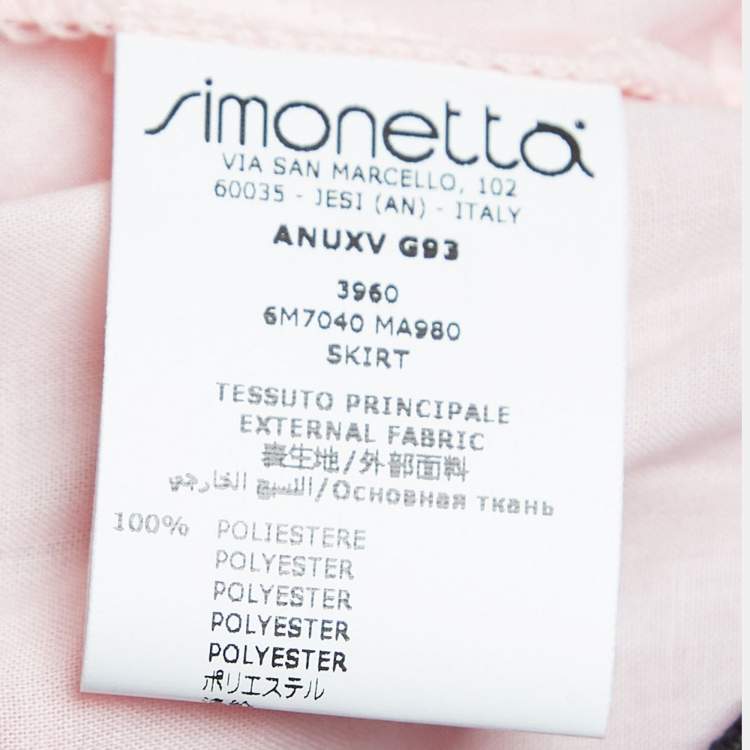 simonetta
VIA SAN MARCELLO, 102
60035 - JESI (AN) - ITALY
ANUXV G93
3960
6M7040 MA980
SKIRT
TESSUTO PRINCIPALE
EXTERNAL FABRIC
表生地/外部面料
النسيج الخارجي/Основная ткань
100% POLIESTERE
POLYESTER
POLYESTER
POLYESTER
POLYESTER
ポリエステル